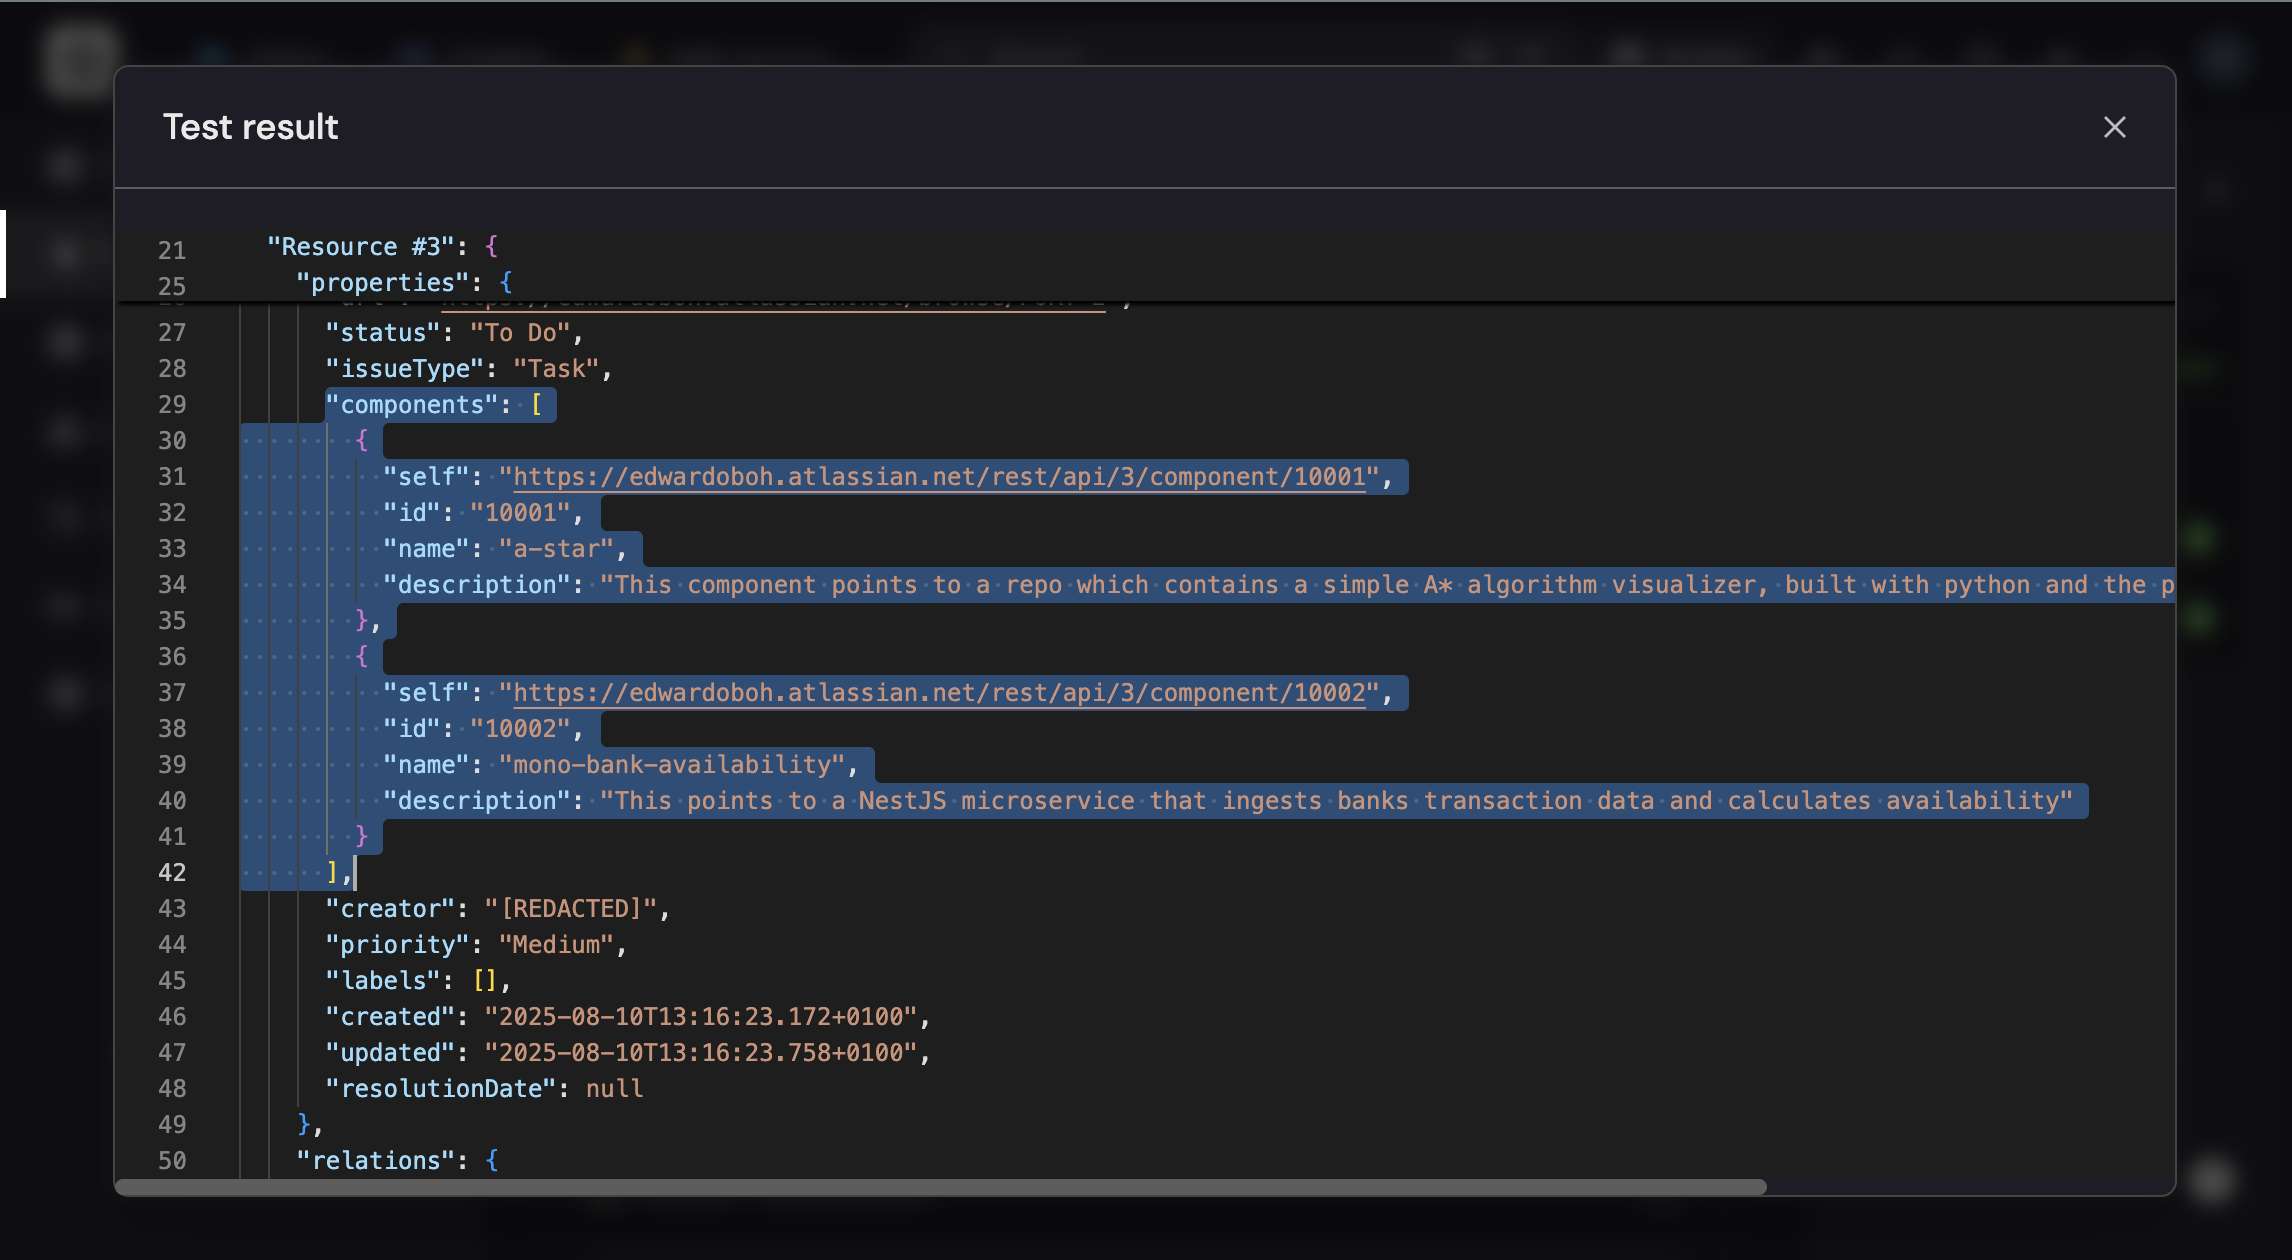 Test result
21 "Resource #3": {
25 "properties": {
27 "status": "To Do",
28 "issueType": "Task",
29 "components": [
30 {
31 "self": "https://edwardoboh.atlassian.net/rest/api/3/component/10001",
32 "id": "10001",
33 "name": "a-star",
34 "description": "This component points to a repo which contains a simple A* algorithm visualizer, built with python and the p
35 },
36 {
37 "self": "https://edwardoboh.atlassian.net/rest/api/3/component/10002",
38 "id": "10002",
39 "name": "mono-bank-availability",
40 "description": "This points to a NestJS microservice that ingests banks transaction data and calculates availability"
41 }
42 ],
43 "creator": "[REDACTED]",
44 "priority": "Medium",
45 "labels": [],
46 "created": "2025-08-10T13:16:23.172+0100",
47 "updated": "2025-08-10T13:16:23.758+0100",
48 "resolutionDate": null
49 },
50 "relations": {